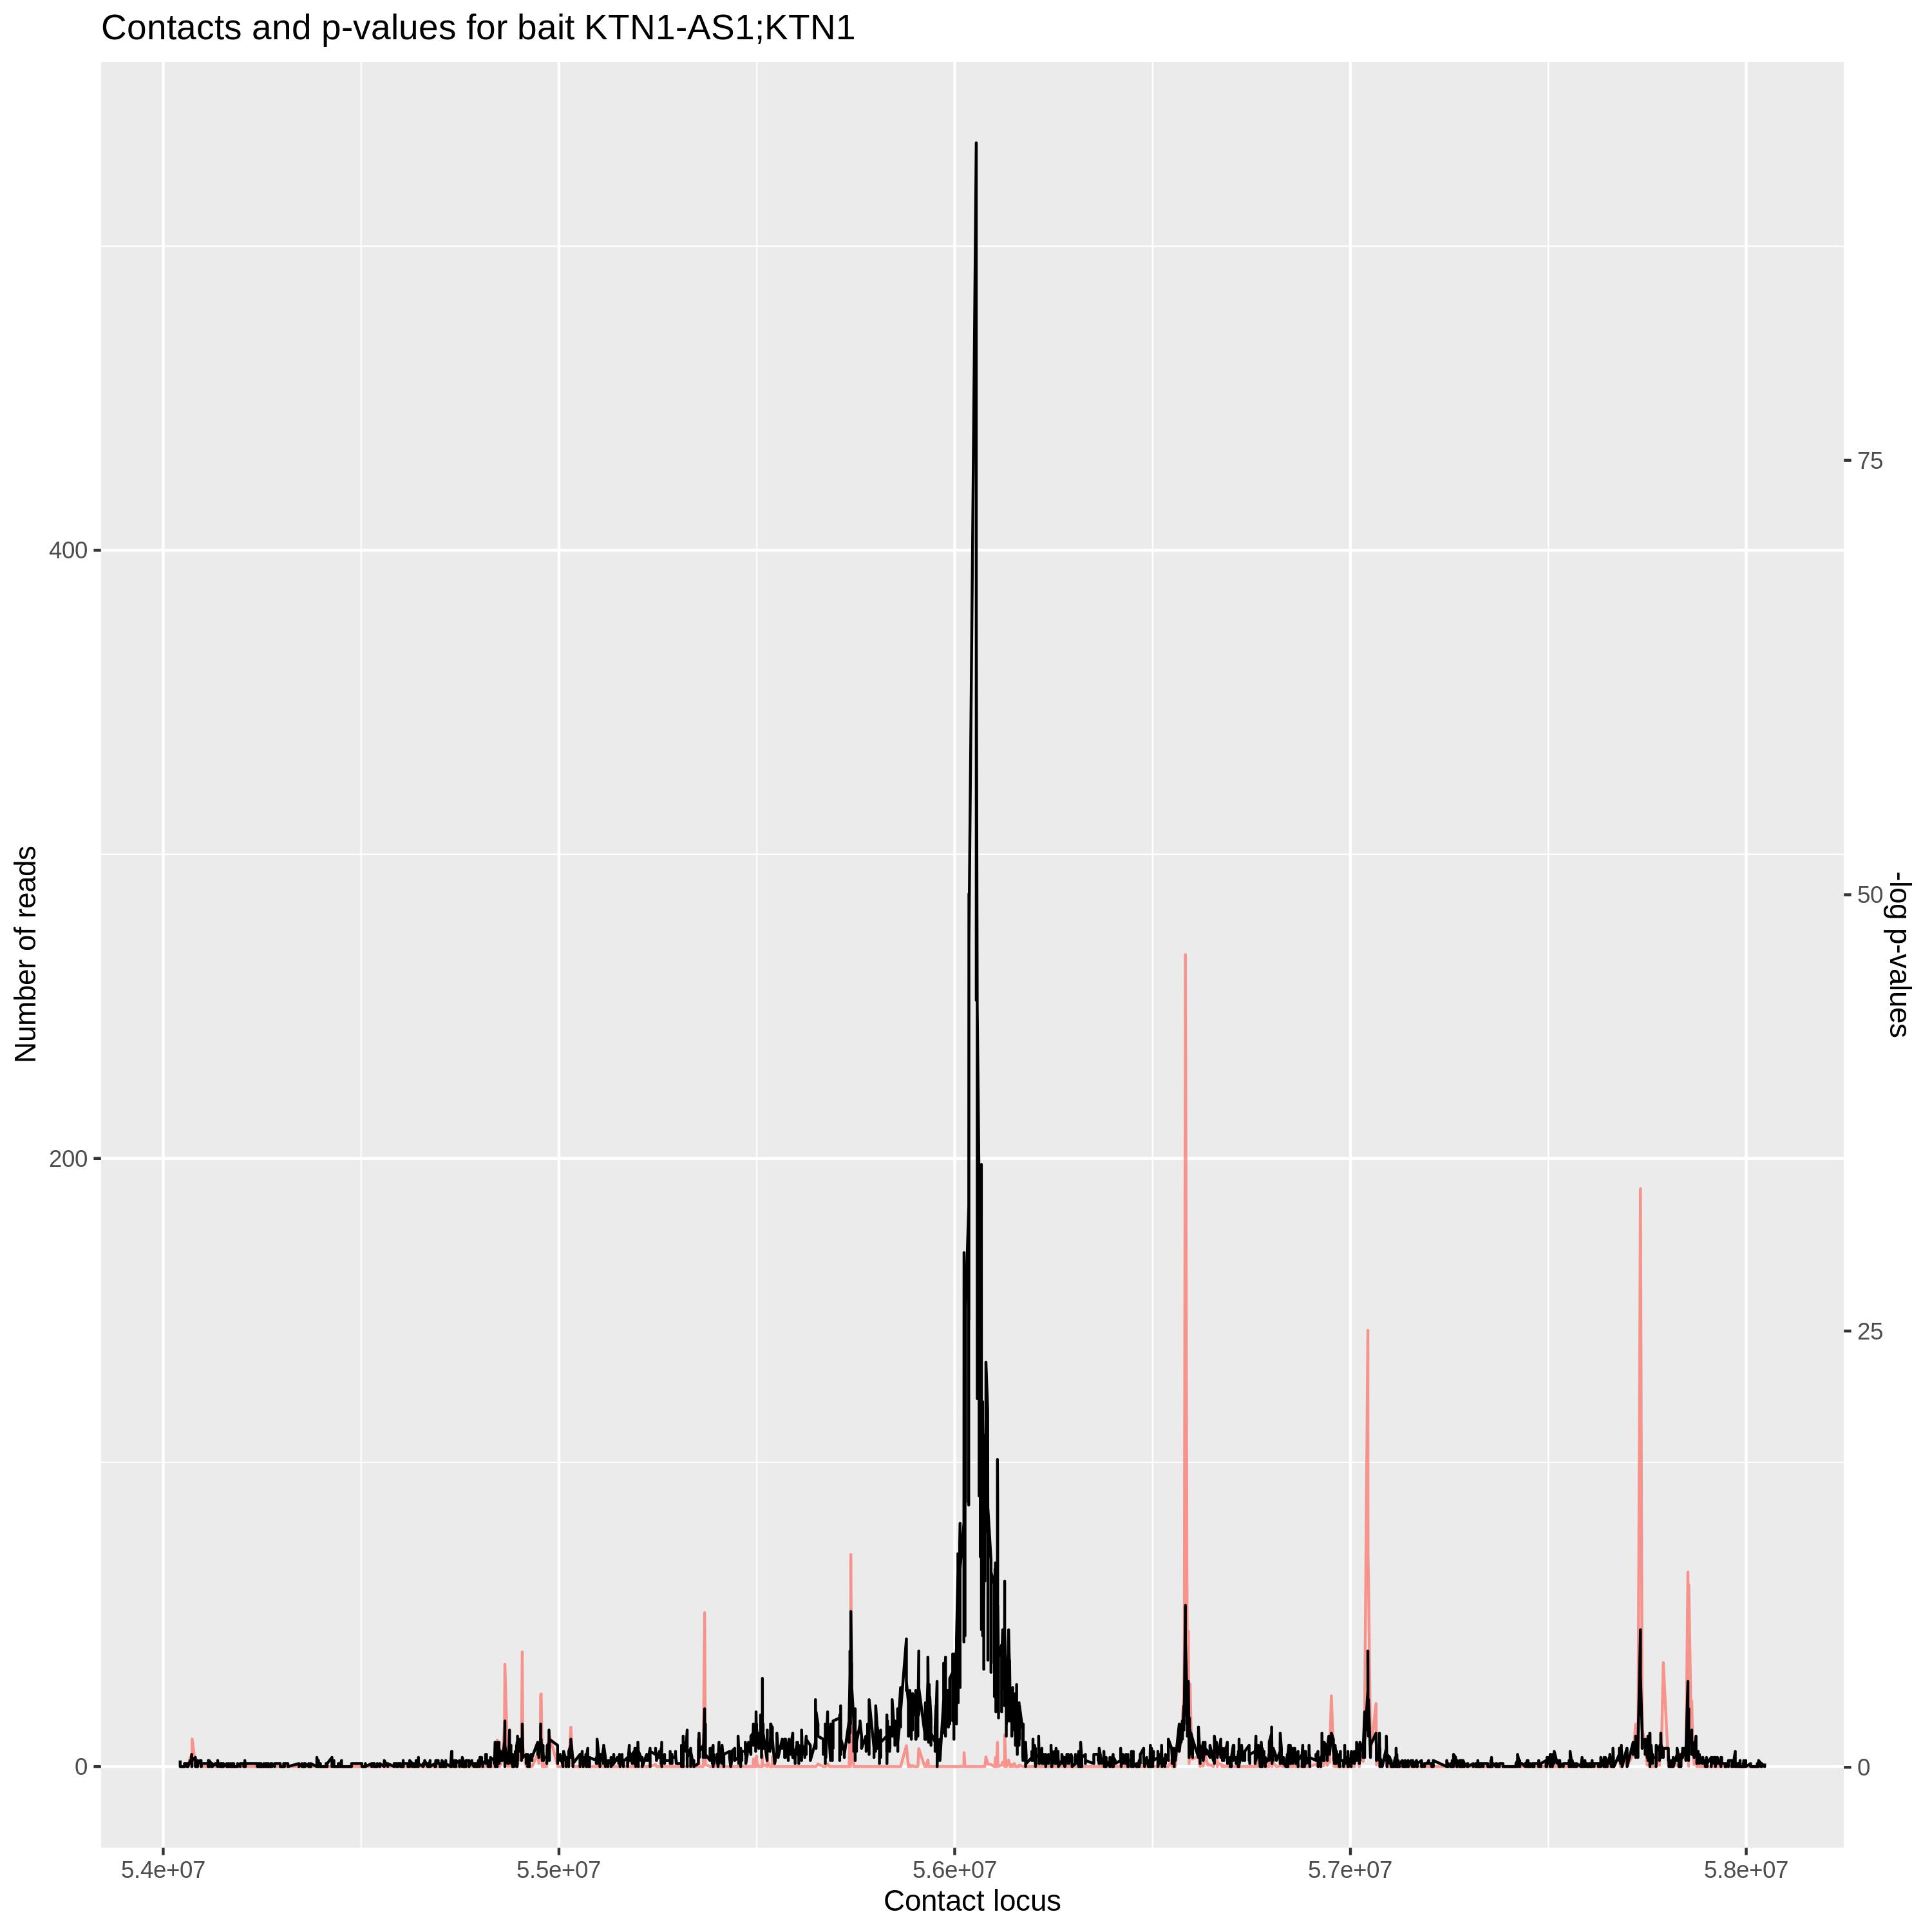 Contacts and p-values for bait KTN1-AS1;KTN1
Number of reads
400
200
0
75
50
25
0
-log p-values
5.4e+07
5.5e+07
5.6e+07
5.7e+07
5.8e+07
Contact locus